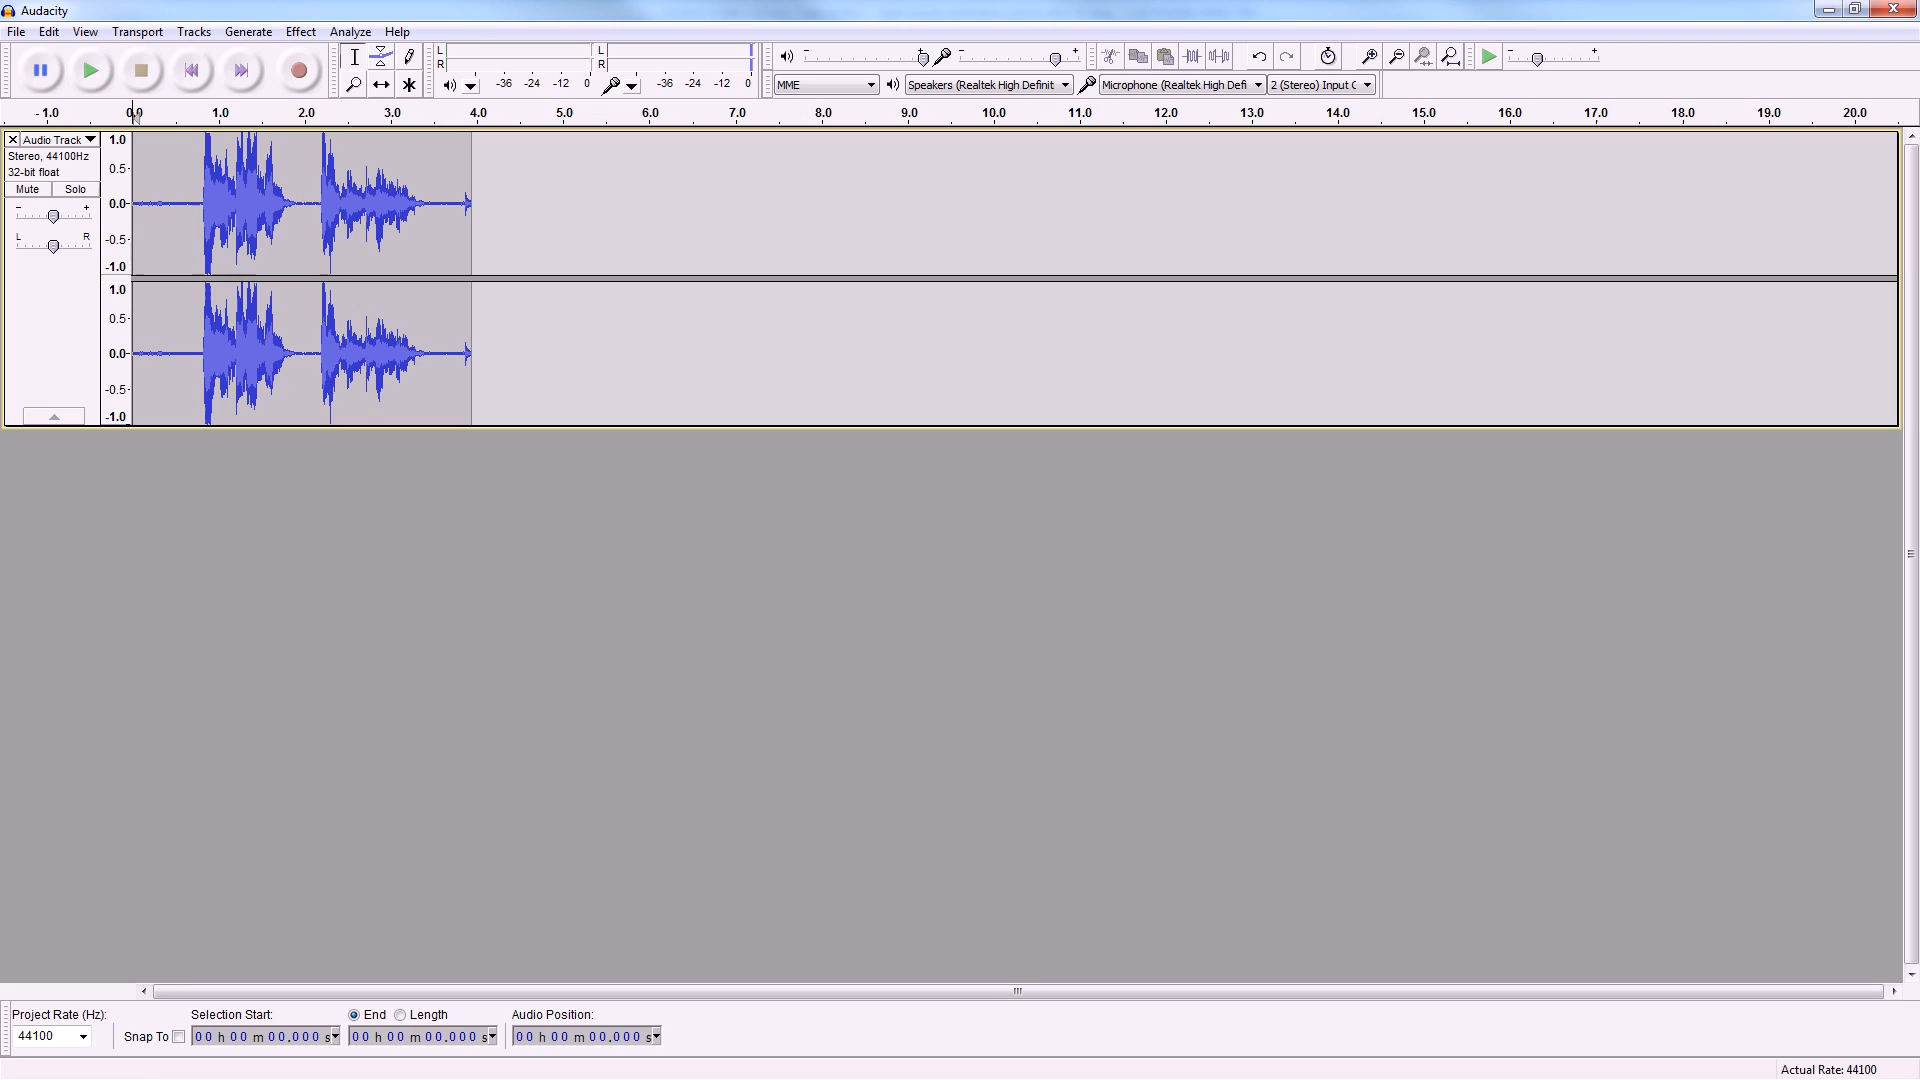 Audacity
File Edit View Transport Tracks Generate Effect Analyze Help
L
R
-36 -24 -12 0
L
R
-36 -24 -12 0
MME
Speakers (Realtek High Definit
Microphone (Realtek High Defi
2 (Stereo) Input C
- 1.0 0.0 1.0 2.0 3.0 4.0 5.0 6.0 7.0 8.0 9.0 10.0 11.0 12.0 13.0 14.0 15.0 16.0 17.0 18.0 19.0 20.0
Audio Track
Stereo, 44100Hz
32-bit float
Mute Solo
- +
L R
1.0
0.5-
0.0-
-0.5-
-1.0
1.0
0.5-
0.0-
-0.5-
-1.0
Project Rate (Hz):
44100
Snap To
Selection Start:
00 h 00 m 00.000 s
End Length
00 h 00 m 00.000 s
Audio Position:
00 h 00 m 00.000 s
Actual Rate: 44100